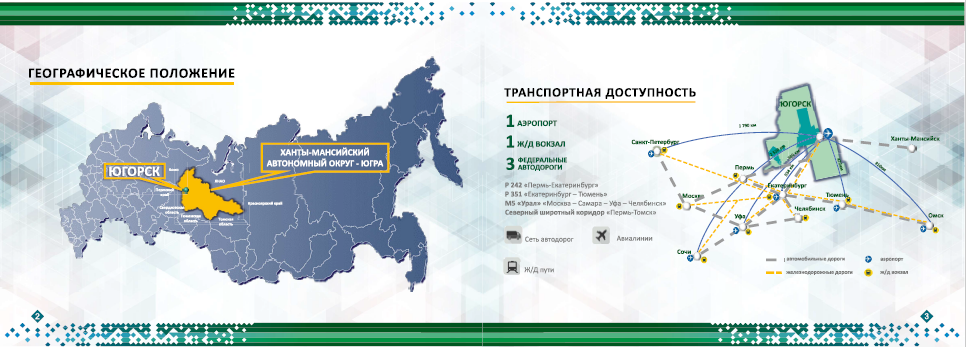 ГЕОГРАФИЧЕСКОЕ ПОЛОЖЕНИЕ
ХАНТЫ-МАНСИЙСКИЙ
АВТОНОМНЫЙ ОКРУГ - ЮГРА
ЮГОРСК
Красноярский край
Томская
область
2
ТРАНСПОРТНАЯ ДОСТУПНОСТЬ
1 АЭРОПОРТ
1 Ж/Д ВОКЗАЛ
3 ФЕДЕРАЛЬНЫЕ
АВТОДОРОГИ
Р 242 «Пермь-Екатеринбург»
Р 351 «Екатеринбург – Тюмень»
М5 «Урал» (Москва – Самара – Уфа – Челябинск)
Северный широтный коридор (Пермь-Томск)
Сеть автодорог
Авиалинии
Ж/Д пути
ЮГОРСК
Санкт-Петербург
Ханты-Мансийск
Пермь
Екатеринбург
Москва
Тюмень
Челябинск
Уфа
Омск
Сочи
автомобильные дороги
аэропорт
железнодорожные дороги
ж/д вокзал
3